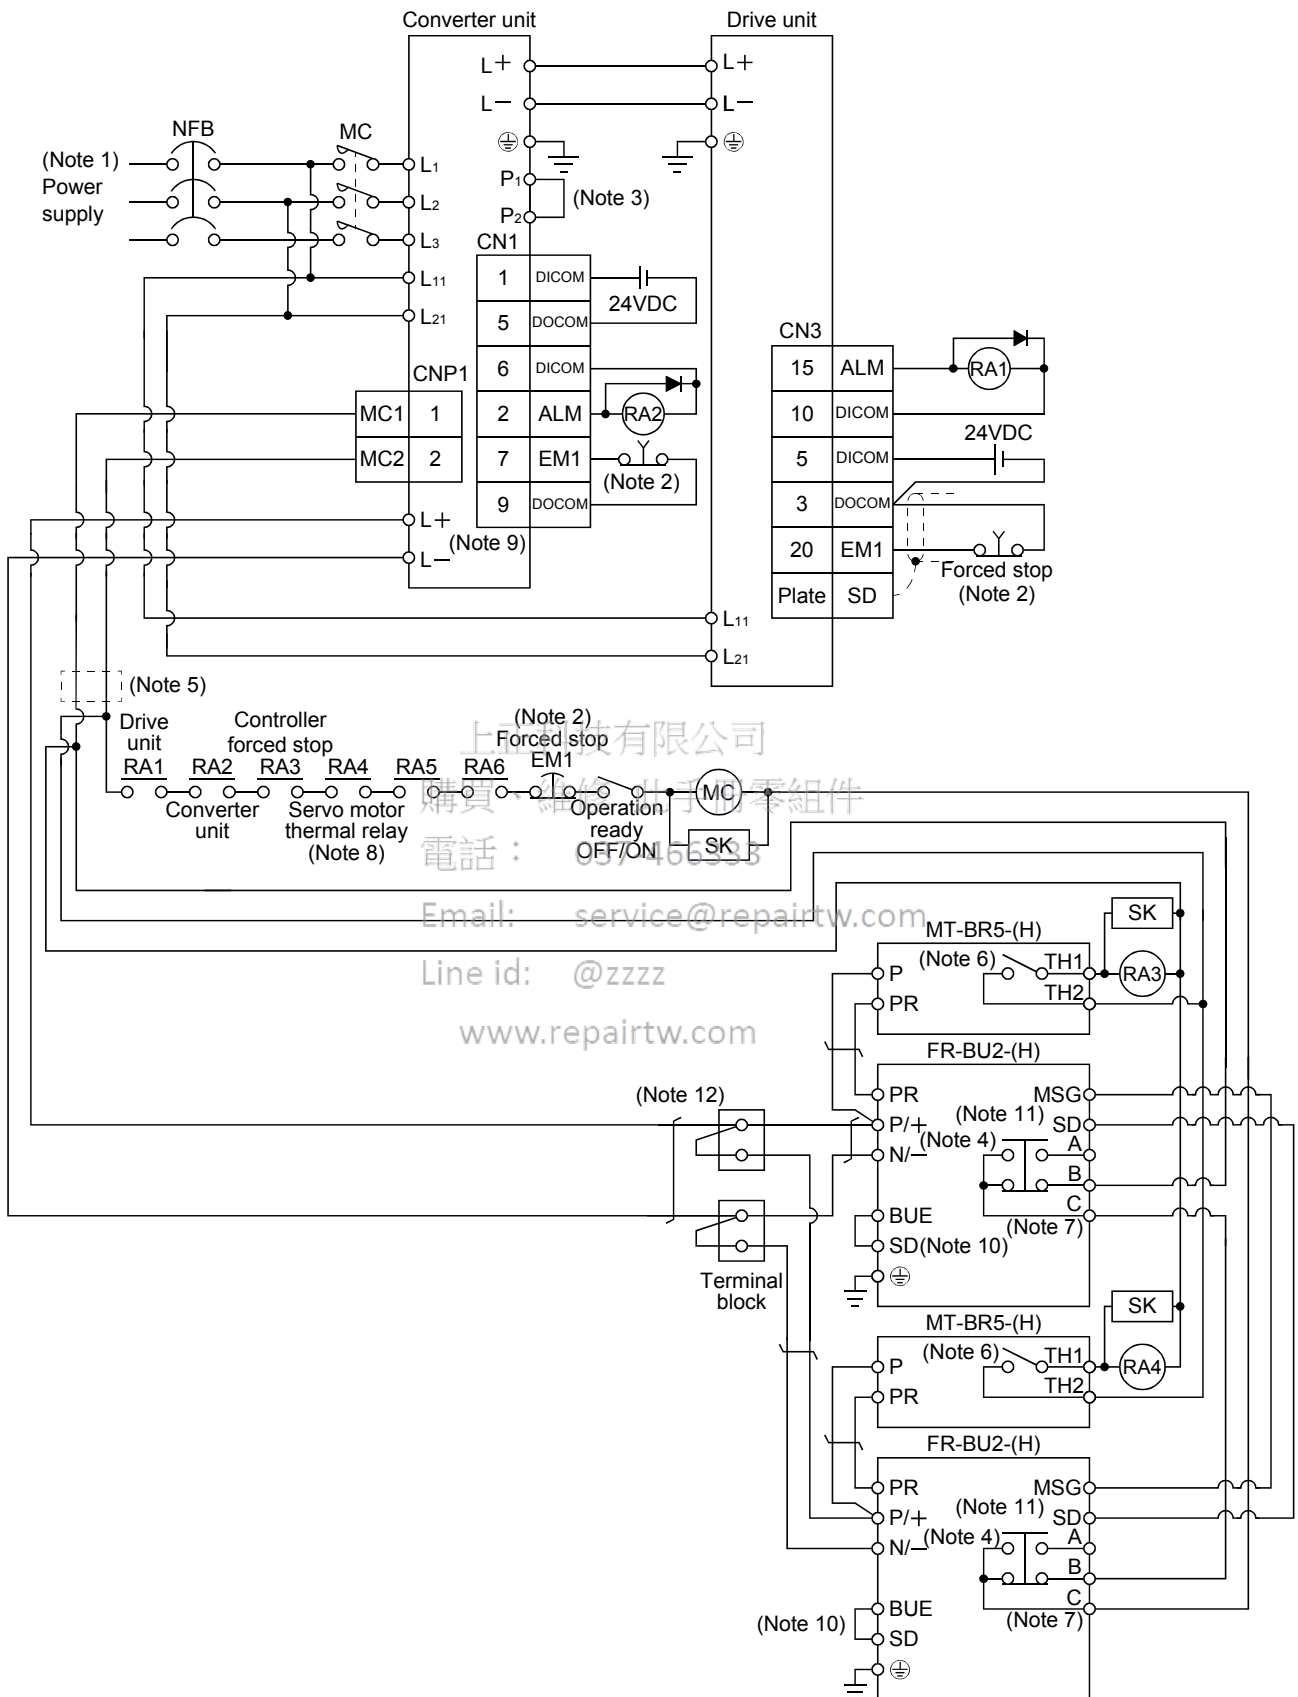 Converter unit
Drive unit
L+
L+
L−
L−
NFB
MC
(Note 1)
Power
supply
L1
P1
(Note 3)
L2
P2
L3
CN1
L11
1 DICOM
24VDC
L21
5 DOCOM
CN3
6 DICOM
15 ALM
RA1
CNP1
MC1 1
2 ALM
RA2
10 DICOM
24VDC
MC2 2
7 EM1
(Note 2)
5 DICOM
9 DOCOM
3 DOCOM
L+
(Note 9)
L−
20 EM1
Forced stop
(Note 2)
Plate SD
L11
L21
(Note 5)
Drive
unit
Controller
forced stop
(Note 2)
Forced stop
EM1
RA1 RA2 RA3 RA4 RA5 RA6
MC
Converter
unit
Servo motor
thermal relay
(Note 8)
Operation
ready
OFF/ON
SK
上正科技有限公司
購買、維修 此手冊零組件
電話： 037-466333
Email: service@repairtw.com
Line id: @zzzz
www.repairtw.com
SK
MT-BR5-(H)
(Note 6)
TH1
RA3
P
TH2
PR
FR-BU2-(H)
(Note 12)
PR
MSG
(Note 11)
P/+
SD
(Note 4)
A
N/−
B
C
BUE
(Note 7)
SD(Note 10)
Terminal
block
SK
MT-BR5-(H)
(Note 6)
TH1
RA4
P
TH2
PR
FR-BU2-(H)
PR
MSG
(Note 11)
P/+
SD
(Note 4)
A
N/−
B
C
BUE
(Note 7)
(Note 10)
SD